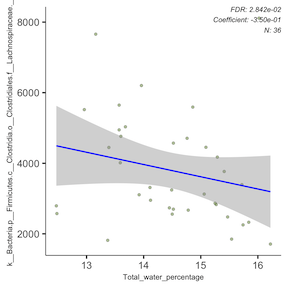 FDR: 2.842e-02
N: 36
k__Bacteria.p__Firmicutes.c__Clostridia.o__Clostridiales.f__Lachnospiraceae.
8000
6000
4000
2000
13
14
15
16
Total_water_percentage